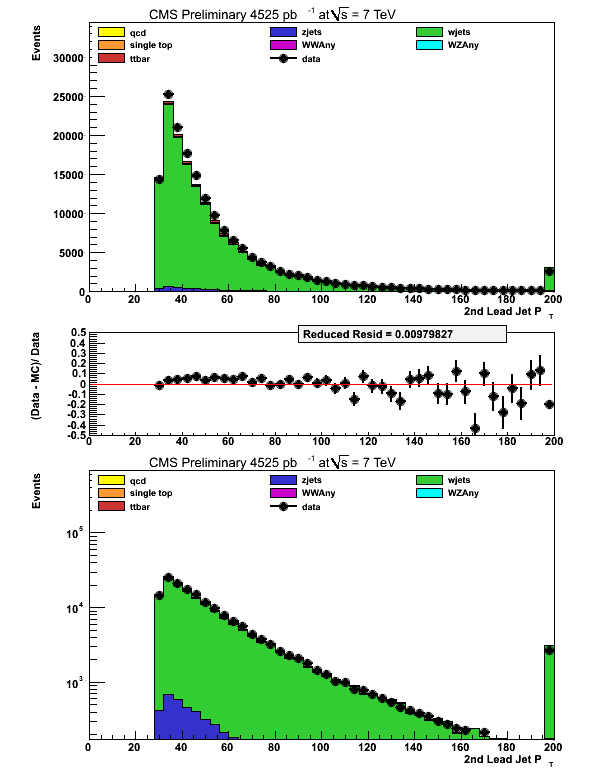 CMS Preliminary 4525 pb -1 at √s = 7 TeV
Events
qcd zjets wjets
single top WWAny WZAny
ttbar data
30000
25000
20000
15000
10000
5000
0
0 20 40 60 80 100 120 140 160 180 200
2nd Lead Jet P T
(Data - MC)/ Data
Reduced Resid = 0.00979827
0.5
0.4
0.3
0.2
0.1
0
-0.1
-0.2
-0.3
-0.4
-0.5
0 20 40 60 80 100 120 140 160 180 200
CMS Preliminary 4525 pb -1 at √s = 7 TeV
Events
qcd zjets wjets
single top WWAny WZAny
ttbar data
10^5
10^4
10^3
0 20 40 60 80 100 120 140 160 180 200
2nd Lead Jet P T